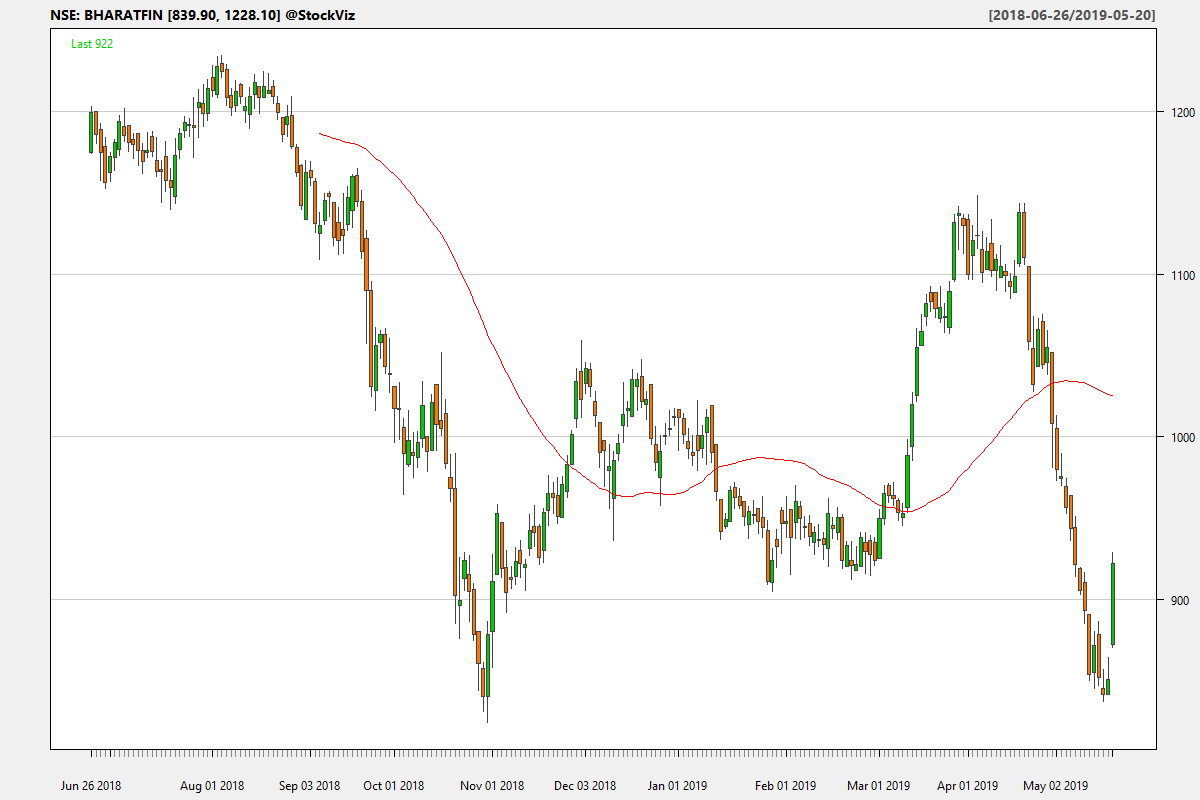 NSE: BHARATFIN [839.90, 1228.10] @StockViz [2018-06-26/2019-05-20]
Last 922
1200
1100
1000
900
Jun 26 2018 Aug 01 2018 Sep 03 2018 Oct 01 2018 Nov 01 2018 Dec 03 2018 Jan 01 2019 Feb 01 2019 Mar 01 2019 Apr 01 2019 May 02 2019